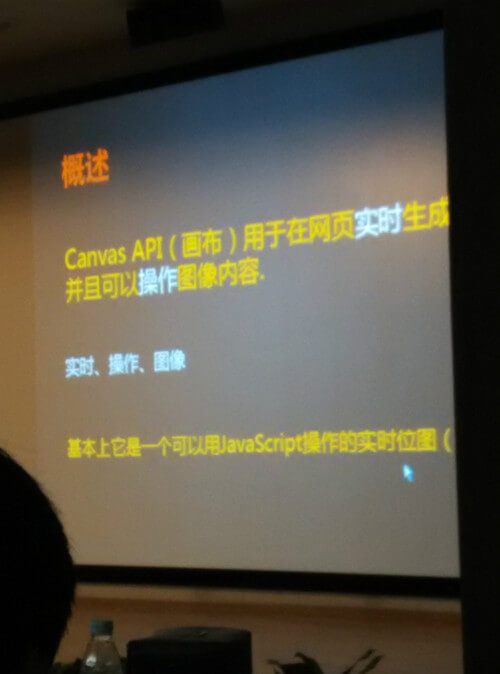 概述
Canvas API（画布）用于在网页实时生成
并且可以操作图像内容.
实时、操作、图像
基本上它是一个可以用JavaScript操作的实时位图（